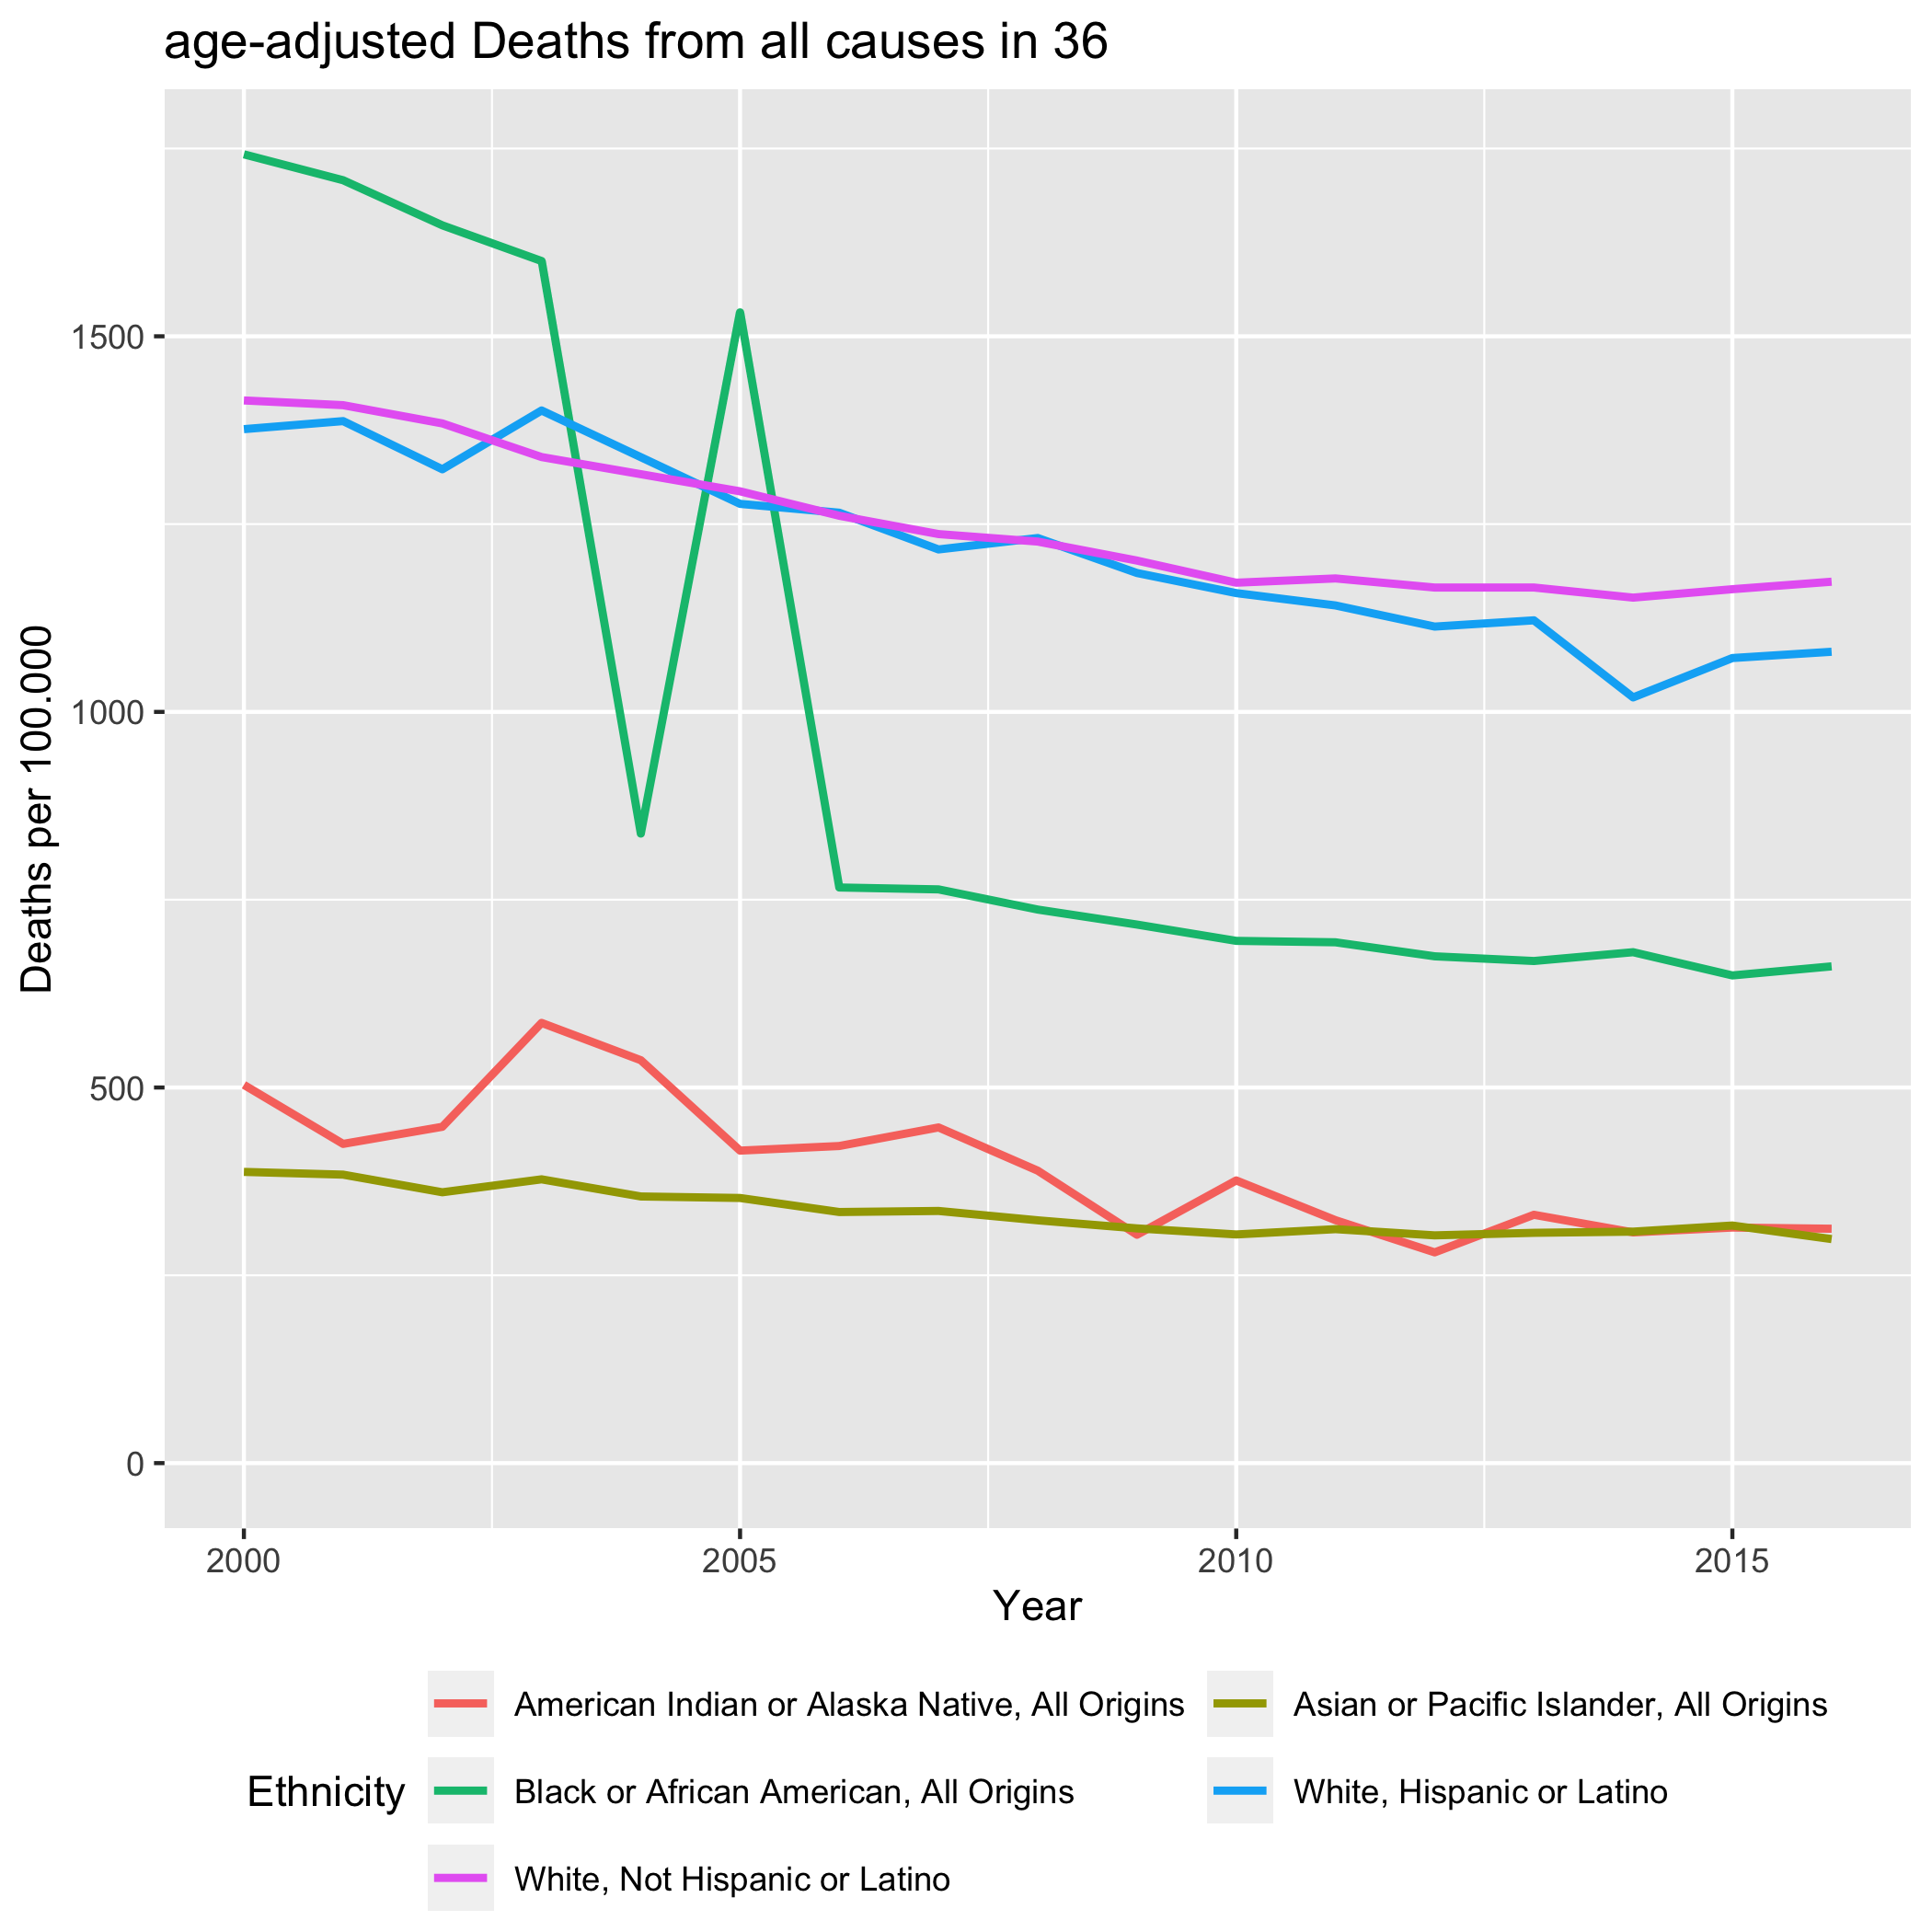 age-adjusted Deaths from all causes in 36
Deaths per 100.000
1500
1000
500
0
2000 2005 2010 2015
Year
Ethnicity
American Indian or Alaska Native, All Origins
Asian or Pacific Islander, All Origins
Black or African American, All Origins
White, Hispanic or Latino
White, Not Hispanic or Latino